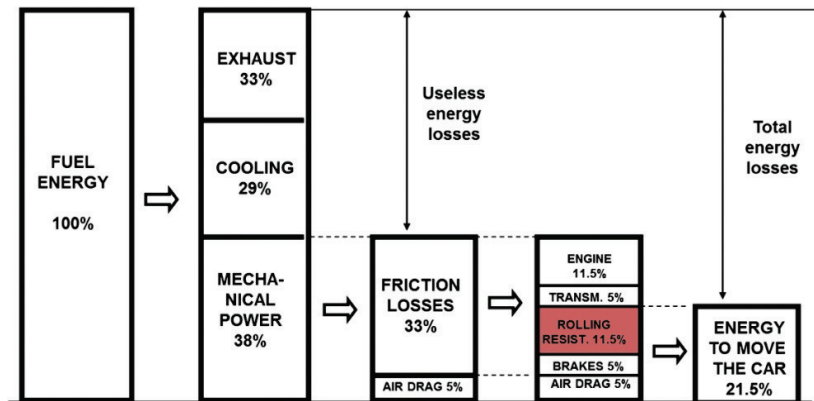 FUEL
ENERGY
100%
EXHAUST
33%
COOLING
29%
MECHA-
NICAL
POWER
38%
Useless
energy
losses
FRICTION
LOSSES
33%
AIR DRAG 5%
ENGINE
11.5%
TRANSM. 5%
ROLLING
RESIST. 11.5%
BRAKES 5%
AIR DRAG 5%
Total
energy
losses
ENERGY
TO MOVE
THE CAR
21.5%